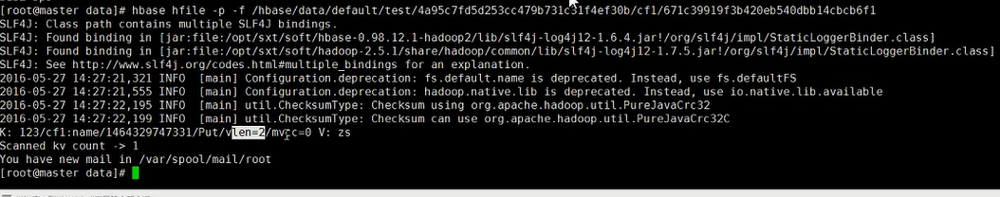 [root@master data]# hbase hfile -p -f /hbase/data/default/test/4a95c7fd5d253cc479b731c31f4ef30b/cf1/671c39919f3b420eb540dbb14cbcb6f1
SLF4J: Class path contains multiple SLF4J bindings.
SLF4J: Found binding in [jar:file:/opt/sxt/soft/hbase-0.98.12.1-hadoop2/lib/slf4j-log4j12-1.6.4.jar!/org/slf4j/impl/StaticLoggerBinder.class]
SLF4J: Found binding in [jar:file:/opt/sxt/soft/hadoop-2.5.1/share/hadoop/common/lib/slf4j-log4j12-1.7.5.jar!/org/slf4j/impl/StaticLoggerBinder.class]
SLF4J: See http://www.slf4j.org/codes.html#multiple_bindings for an explanation.
2016-05-27 14:27:21,321 INFO  [main] Configuration.deprecation: fs.default.name is deprecated. Instead, use fs.defaultFS
2016-05-27 14:27:21,555 INFO  [main] Configuration.deprecation: hadoop.native.lib is deprecated. Instead, use io.native.lib.available
2016-05-27 14:27:22,195 INFO  [main] util.ChecksumType: Checksum using org.apache.hadoop.util.PureJavaCrc32
2016-05-27 14:27:22,199 INFO  [main] util.ChecksumType: Checksum can use org.apache.hadoop.util.PureJavaCrc32C
K: 123/cf1:name/1464329747331/Put/vlen=2/mvcc=0 V: zs
Scanned kv count -> 1
You have new mail in /var/spool/mail/root
[root@master data]#